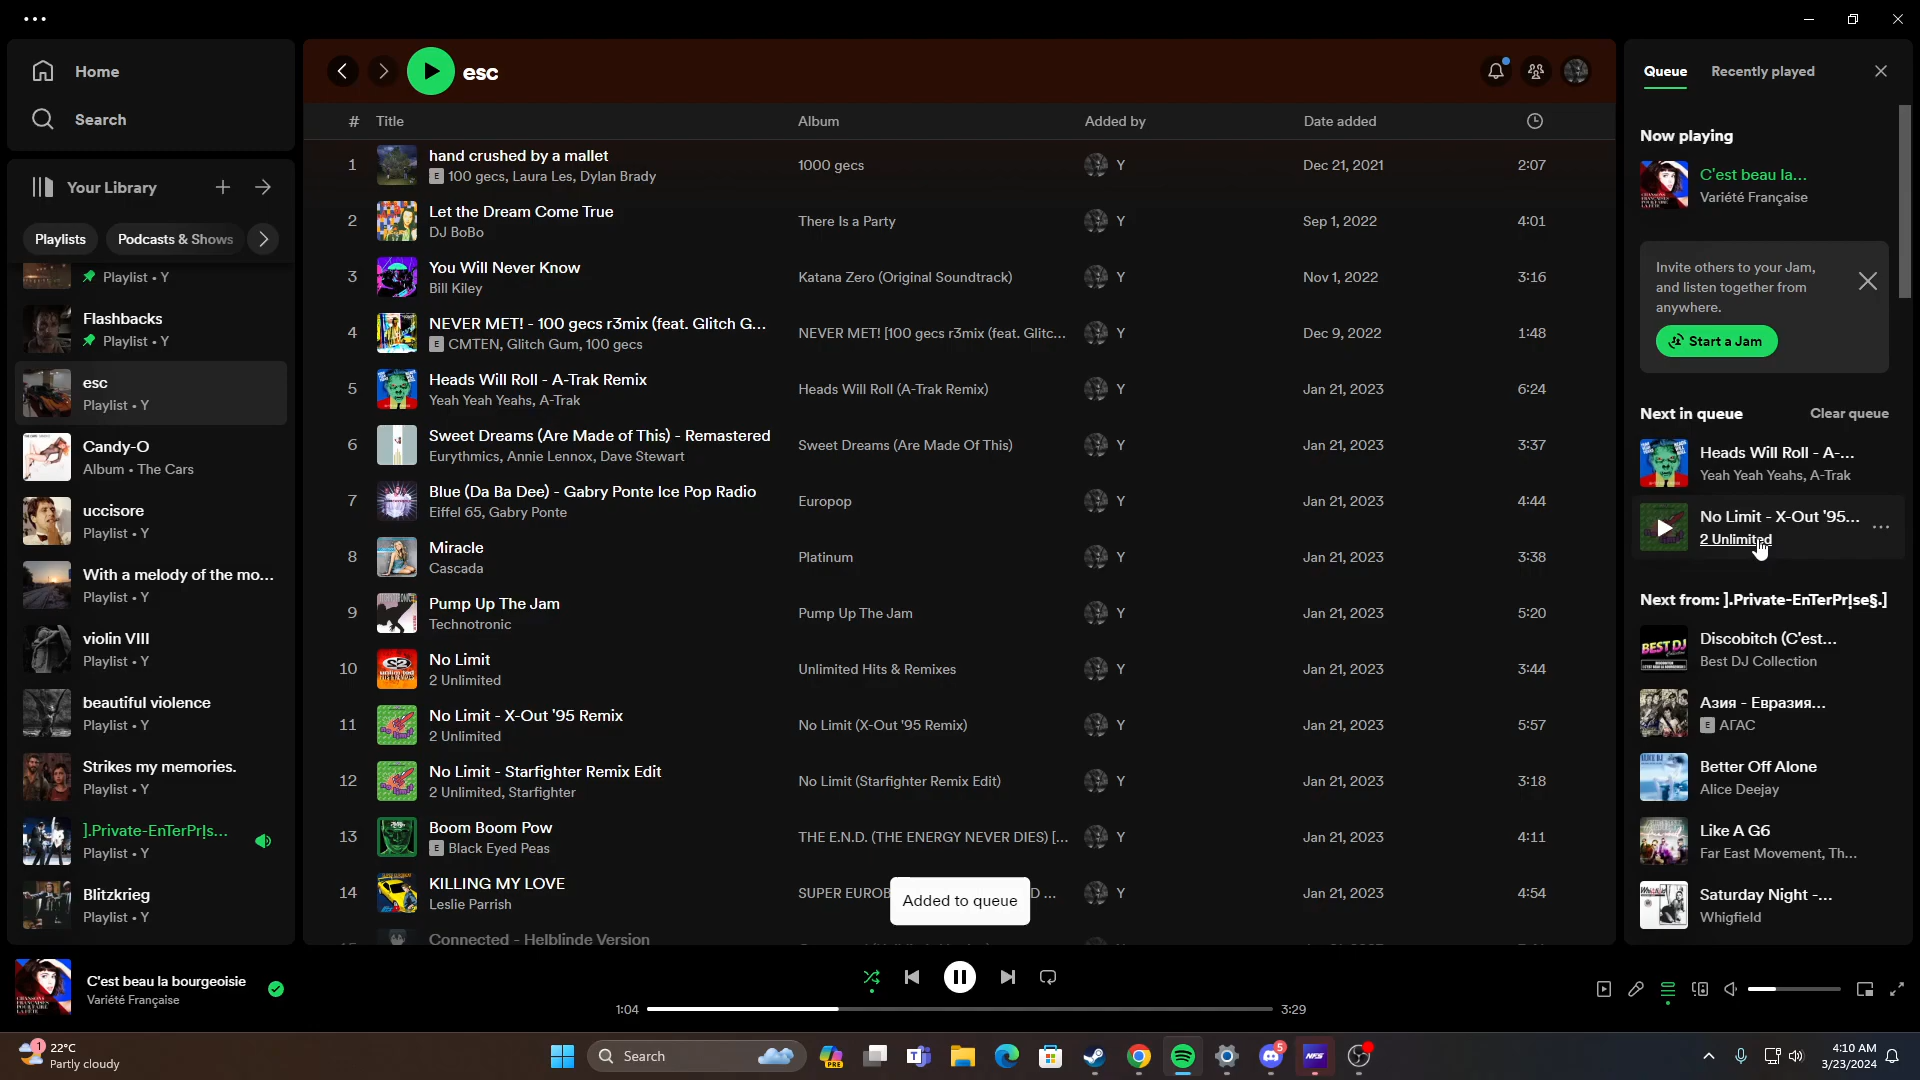 Home
Search
Your Library
Playlists
Podcasts & Shows
Playlist • Y
Flashbacks
Playlist • Y
esc
Playlist • Y
Candy-O
Album • The Cars
uccisore
Playlist • Y
With a melody of the mo...
Playlist • Y
violin VIII
Playlist • Y
beautiful violence
Playlist • Y
Strikes my memories.
Playlist • Y
].Private-EnTerPr|s...
Playlist • Y
Blitzkrieg
Playlist • Y
esc
# Title Album Added by Date added
1 hand crushed by a mallet 1000 gecs Y Dec 21, 2021 2:07
E 100 gecs, Laura Les, Dylan Brady
2 Let the Dream Come True There Is a Party Y Sep 1, 2022 4:01
DJ BoBo
3 You Will Never Know Katana Zero (Original Soundtrack) Y Nov 1, 2022 3:16
Bill Kiley
4 NEVER MET! - 100 gecs r3mix (feat. Glitch G... NEVER MET! [100 gecs r3mix (feat. Glitc... Y Dec 9, 2022 1:48
E CMTEN, Glitch Gum, 100 gecs
5 Heads Will Roll - A-Trak Remix Heads Will Roll (A-Trak Remix) Y Jan 21, 2023 6:24
Yeah Yeah Yeahs, A-Trak
6 Sweet Dreams (Are Made of This) - Remastered Sweet Dreams (Are Made Of This) Y Jan 21, 2023 3:37
Eurythmics, Annie Lennox, Dave Stewart
7 Blue (Da Ba Dee) - Gabry Ponte Ice Pop Radio Europop Y Jan 21, 2023 4:44
Eiffel 65, Gabry Ponte
8 Miracle Platinum Y Jan 21, 2023 3:38
Cascada
9 Pump Up The Jam Pump Up The Jam Y Jan 21, 2023 5:20
Technotronic
10 No Limit Unlimited Hits & Remixes Y Jan 21, 2023 3:44
2 Unlimited
11 No Limit - X-Out '95 Remix No Limit (X-Out '95 Remix) Y Jan 21, 2023 5:57
2 Unlimited
12 No Limit - Starfighter Remix Edit No Limit (Starfighter Remix Edit) Y Jan 21, 2023 3:18
2 Unlimited, Starfighter
13 Boom Boom Pow THE E.N.D. (THE ENERGY NEVER DIES) [... Y Jan 21, 2023 4:11
E Black Eyed Peas
14 KILLING MY LOVE SUPER EUROB D ... Y Jan 21, 2023 4:54
Leslie Parrish
Added to queue
Connected - Helblinde Version
Queue Recently played
Now playing
C'est beau la...
Variété Française
Invite others to your Jam,
and listen together from
anywhere.
Start a Jam
Next in queue Clear queue
Heads Will Roll - A-...
Yeah Yeah Yeahs, A-Trak
No Limit - X-Out '95...
2 Unlimited
Next from: ].Private-EnTerPr|se§.]
Discobitch (C'est...
Best DJ Collection
Азия - Евразия...
E АГАС
Better Off Alone
Alice Deejay
Like A G6
Far East Movement, Th...
Saturday Night -...
Whigfield
C'est beau la bourgeoisie
Variété Française
1:04 3:29
1
22°C
Partly cloudy
Search
PRE
5
NFS
4:10 AM
3/23/2024